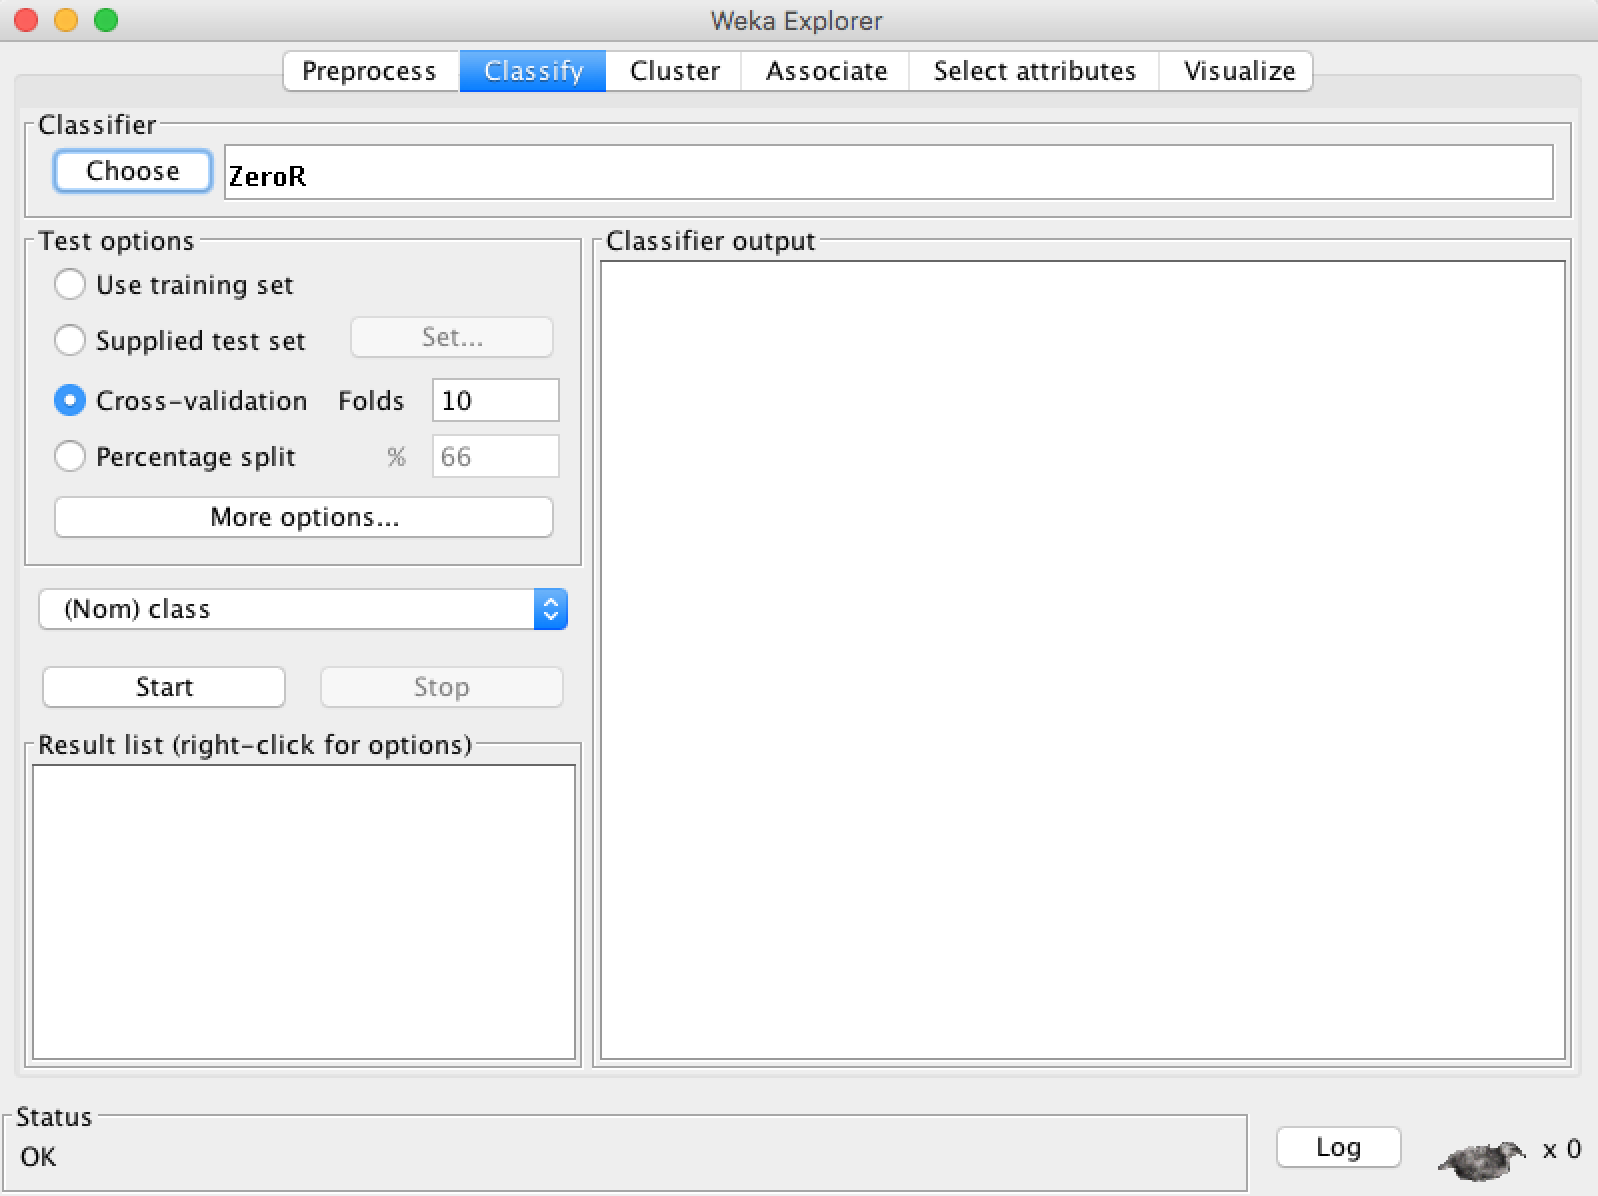 Weka Explorer
Preprocess Classify Cluster Associate Select attributes Visualize
Classifier
Choose ZeroR
Test options
Use training set
Supplied test set Set...
Cross-validation Folds 10
Percentage split % 66
More options...
(Nom) class
Start Stop
Result list (right-click for options)
Classifier output
Status
OK
Log x 0